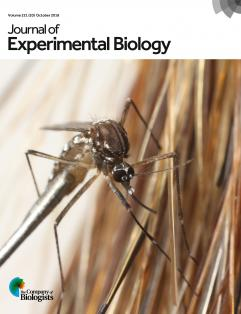 Volume 221 (20) October 2018
Journal of
Experimental Biology
The Company of
Biologists